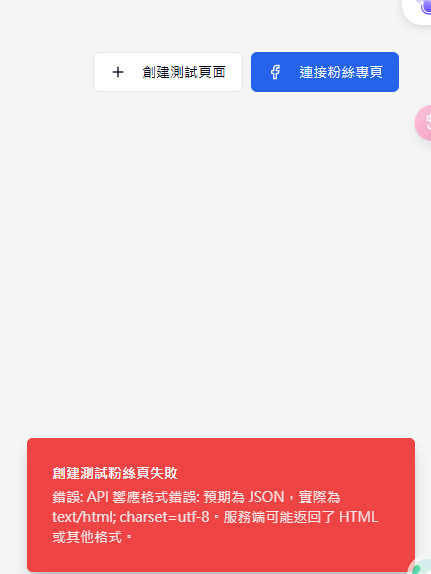 創建測試頁面
連接粉絲專頁
創建測試粉絲頁失敗
錯誤: API 響應格式錯誤: 預期為 JSON，實際為
text/html; charset=utf-8。服務端可能返回了 HTML
或其他格式。